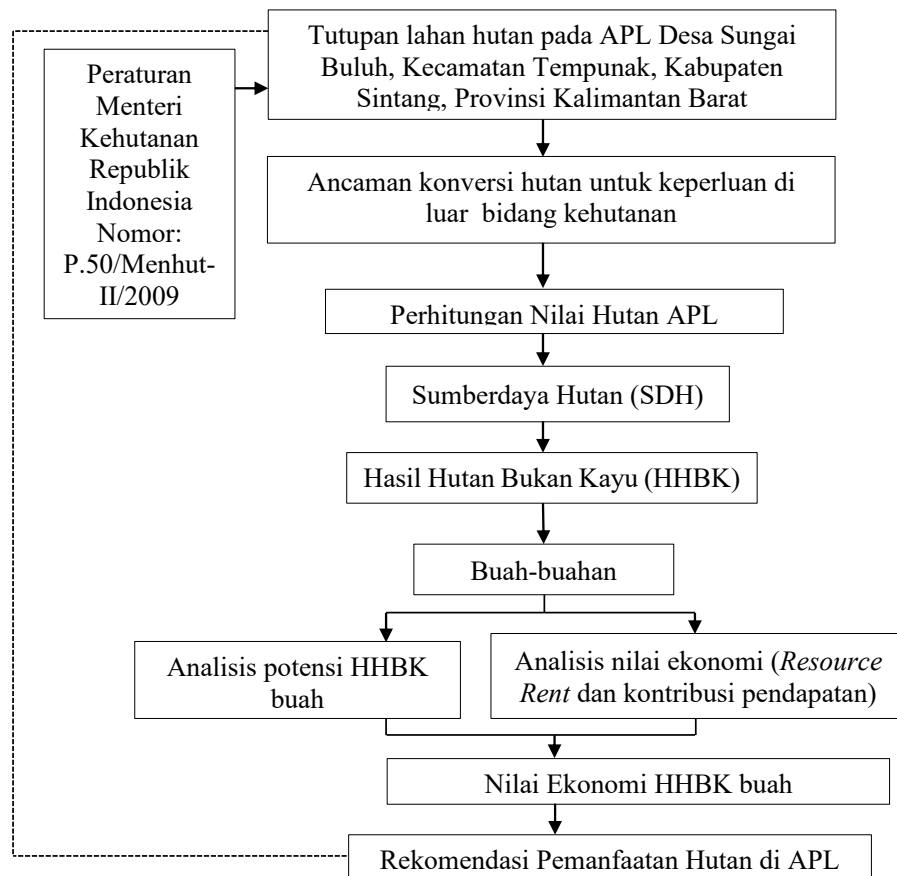 Tutupan lahan hutan pada APL Desa Sungai
Buluh, Kecamatan Tempunak, Kabupaten
Sintang, Provinsi Kalimantan Barat
Peraturan
Menteri
Kehutanan
Republik
Indonesia
Nomor:
P.50/Menhut-
II/2009
Ancaman konversi hutan untuk keperluan di
luar bidang kehutanan
Perhitungan Nilai Hutan APL
Sumberdaya Hutan (SDH)
Hasil Hutan Bukan Kayu (HHBK)
Buah-buahan
Analisis potensi HHBK
buah
Analisis nilai ekonomi (Resource
Rent dan kontribusi pendapatan)
Nilai Ekonomi HHBK buah
Rekomendasi Pemanfaatan Hutan di APL